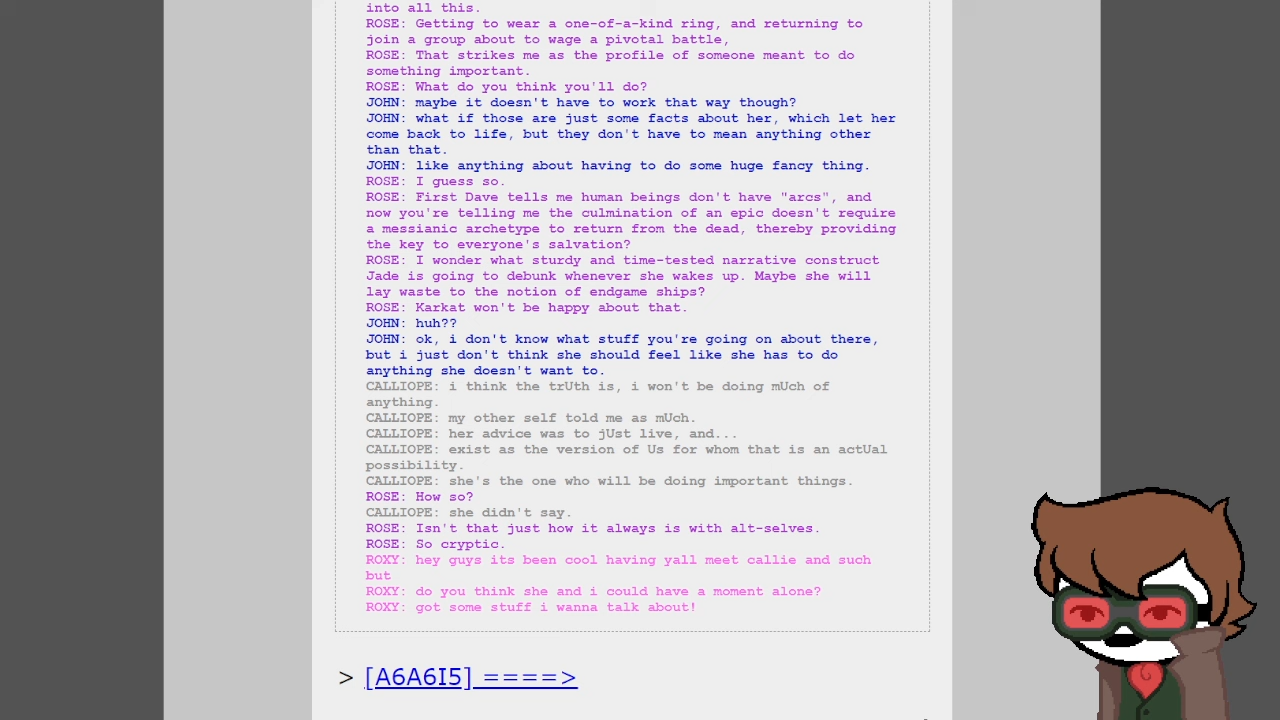 into all this.
ROSE: Getting to wear a one-of-a-kind ring, and returning to
join a group about to wage a pivotal battle,
ROSE: That strikes me as the profile of someone meant to do
something important.
ROSE: What do you think you'll do?
JOHN: maybe it doesn't have to work that way though?
JOHN: what if those are just some facts about her, which let her
come back to life, but they don't have to mean anything other
than that.
JOHN: like anything about having to do some huge fancy thing.
ROSE: I guess so.
ROSE: First Dave tells me human beings don't have "arcs", and
now you're telling me the culmination of an epic doesn't require
a messianic archetype to return from the dead, thereby providing
the key to everyone's salvation?
ROSE: I wonder what sturdy and time-tested narrative construct
Jade is going to debunk whenever she wakes up. Maybe she will
lay waste to the notion of endgame ships?
ROSE: Karkat won't be happy about that.
JOHN: huh??
JOHN: ok, i don't know what stuff you're going on about there,
but i just don't think she should feel like she has to do
anything she doesn't want to.
CALLIOPE: i think the trUth is, i won't be doing mUch of
anything.
CALLIOPE: my other self told me as mUch.
CALLIOPE: her advice was to jUst live, and...
CALLIOPE: exist as the version of Us for whom that is an actUal
possibility.
CALLIOPE: she's the one who will be doing important things.
ROSE: How so?
CALLIOPE: she didn't say.
ROSE: Isn't that just how it always is with alt-selves.
ROSE: So cryptic.
ROXY: hey guys its been cool having yall meet callie and such
but
ROXY: do you think she and i could have a moment alone?
ROXY: got some stuff i wanna talk about!
> [A6A6I5] ====>